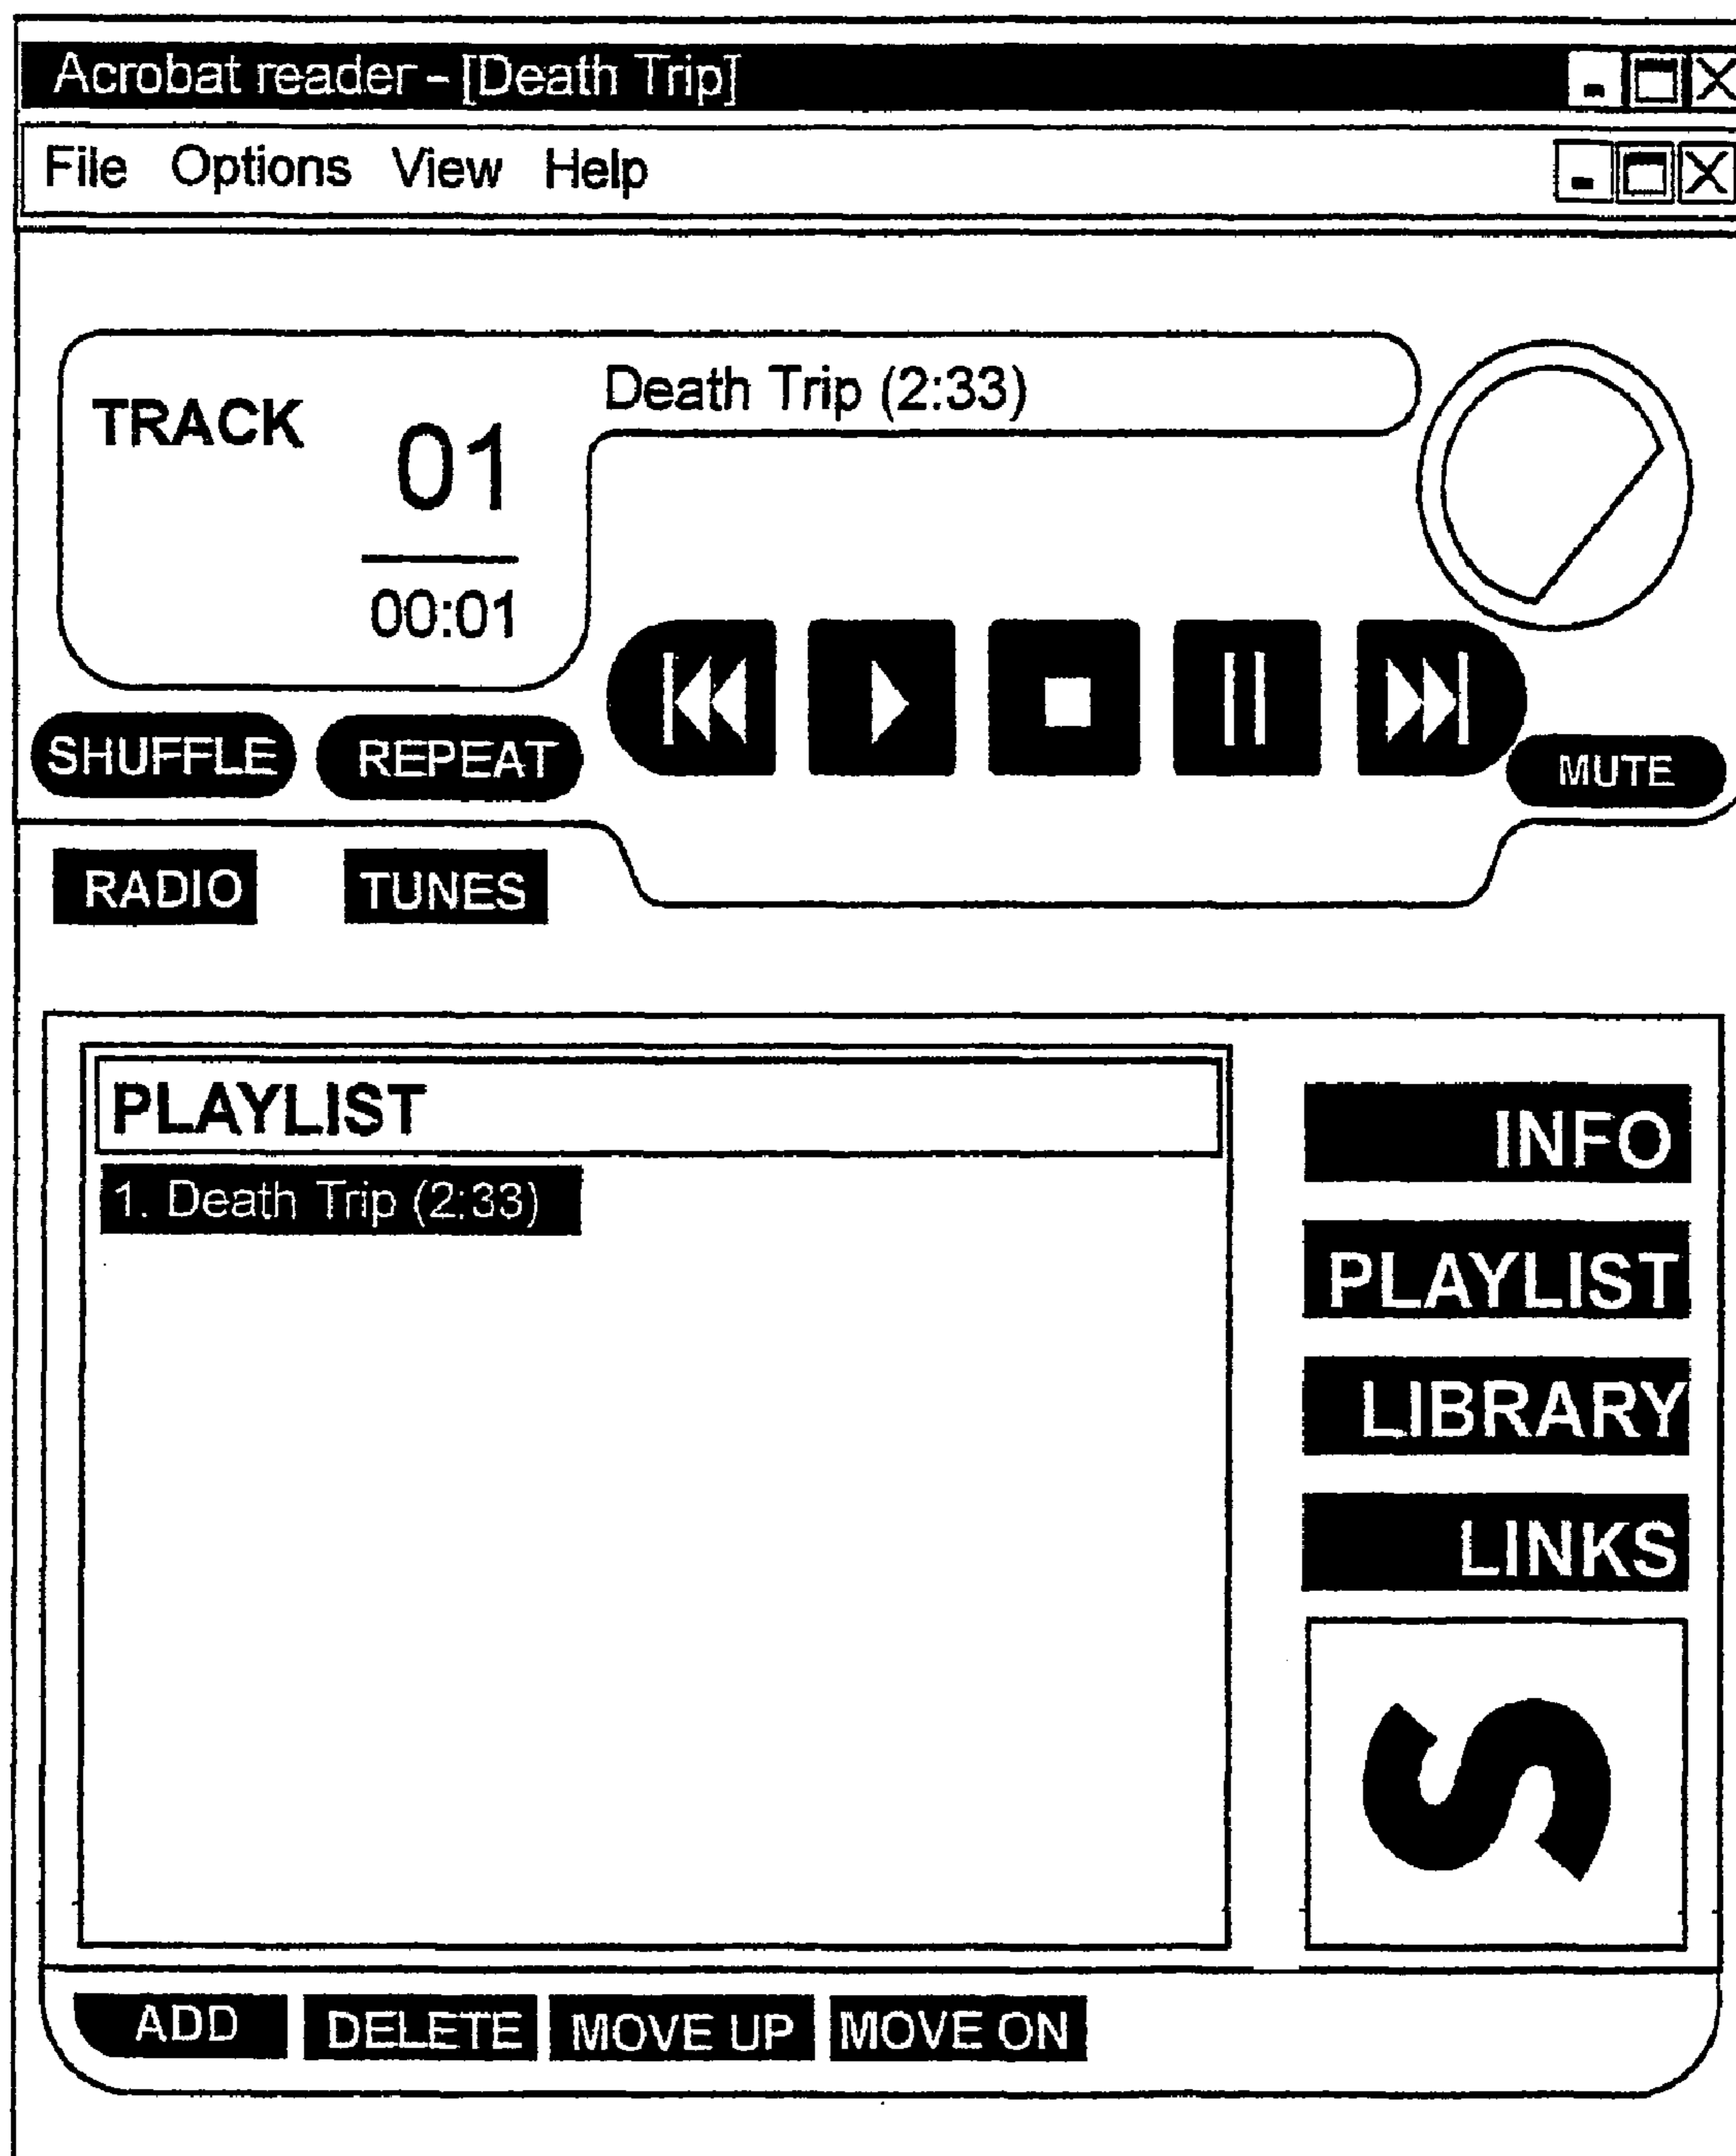 Acrobat reader - [Death Trip]
File Options View Help
Death Trip (2:33)
TRACK
01
00:01
SHUFFLE REPEAT
MUTE
RADIO TUNES
PLAYLIST
1. Death Trip (2:33)
INFO
PLAYLIST
LIBRARY
LINKS
S
ADD DELETE MOVE UP MOVE ON